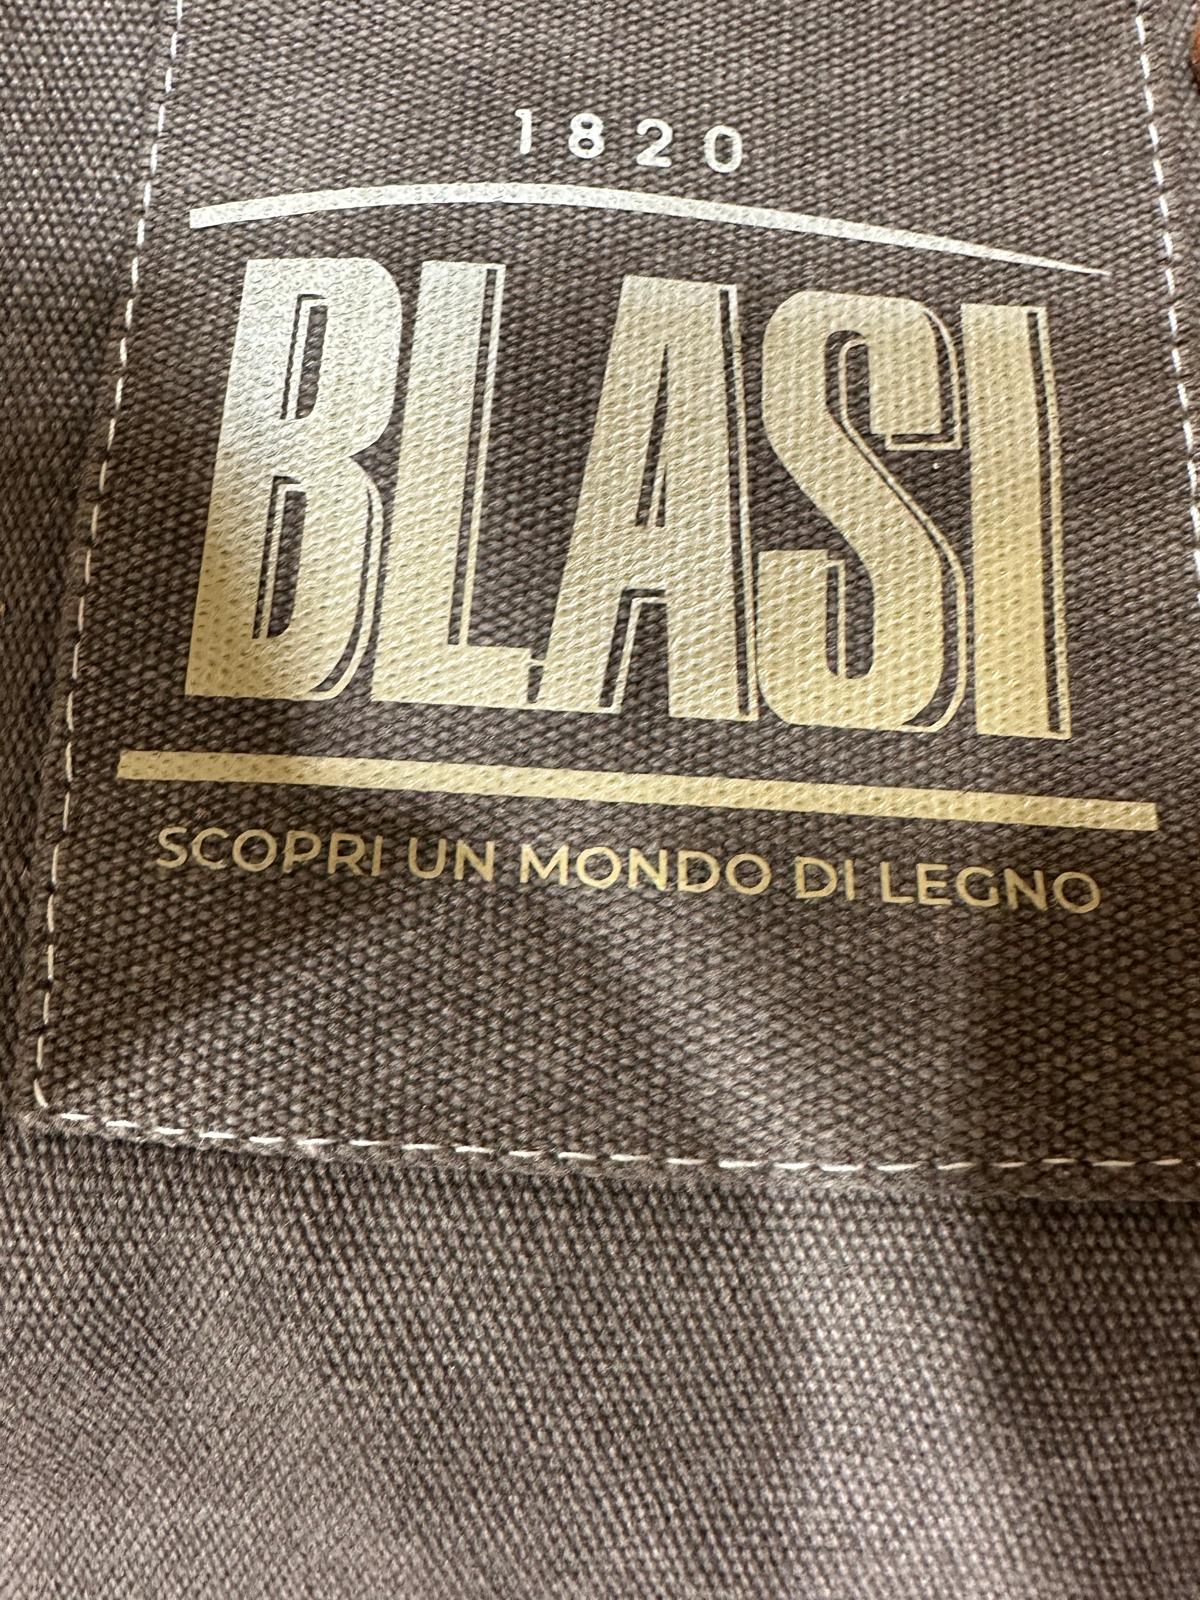 1820
BLASI
SCOPRI UN MONDO DI LEGNO